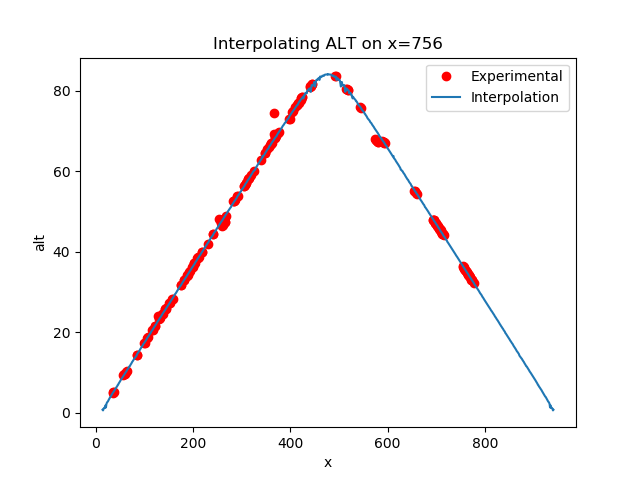 Interpolating ALT on x=756
Experimental
Interpolation
80
60
40
20
0
alt
0 200 400 600 800
x